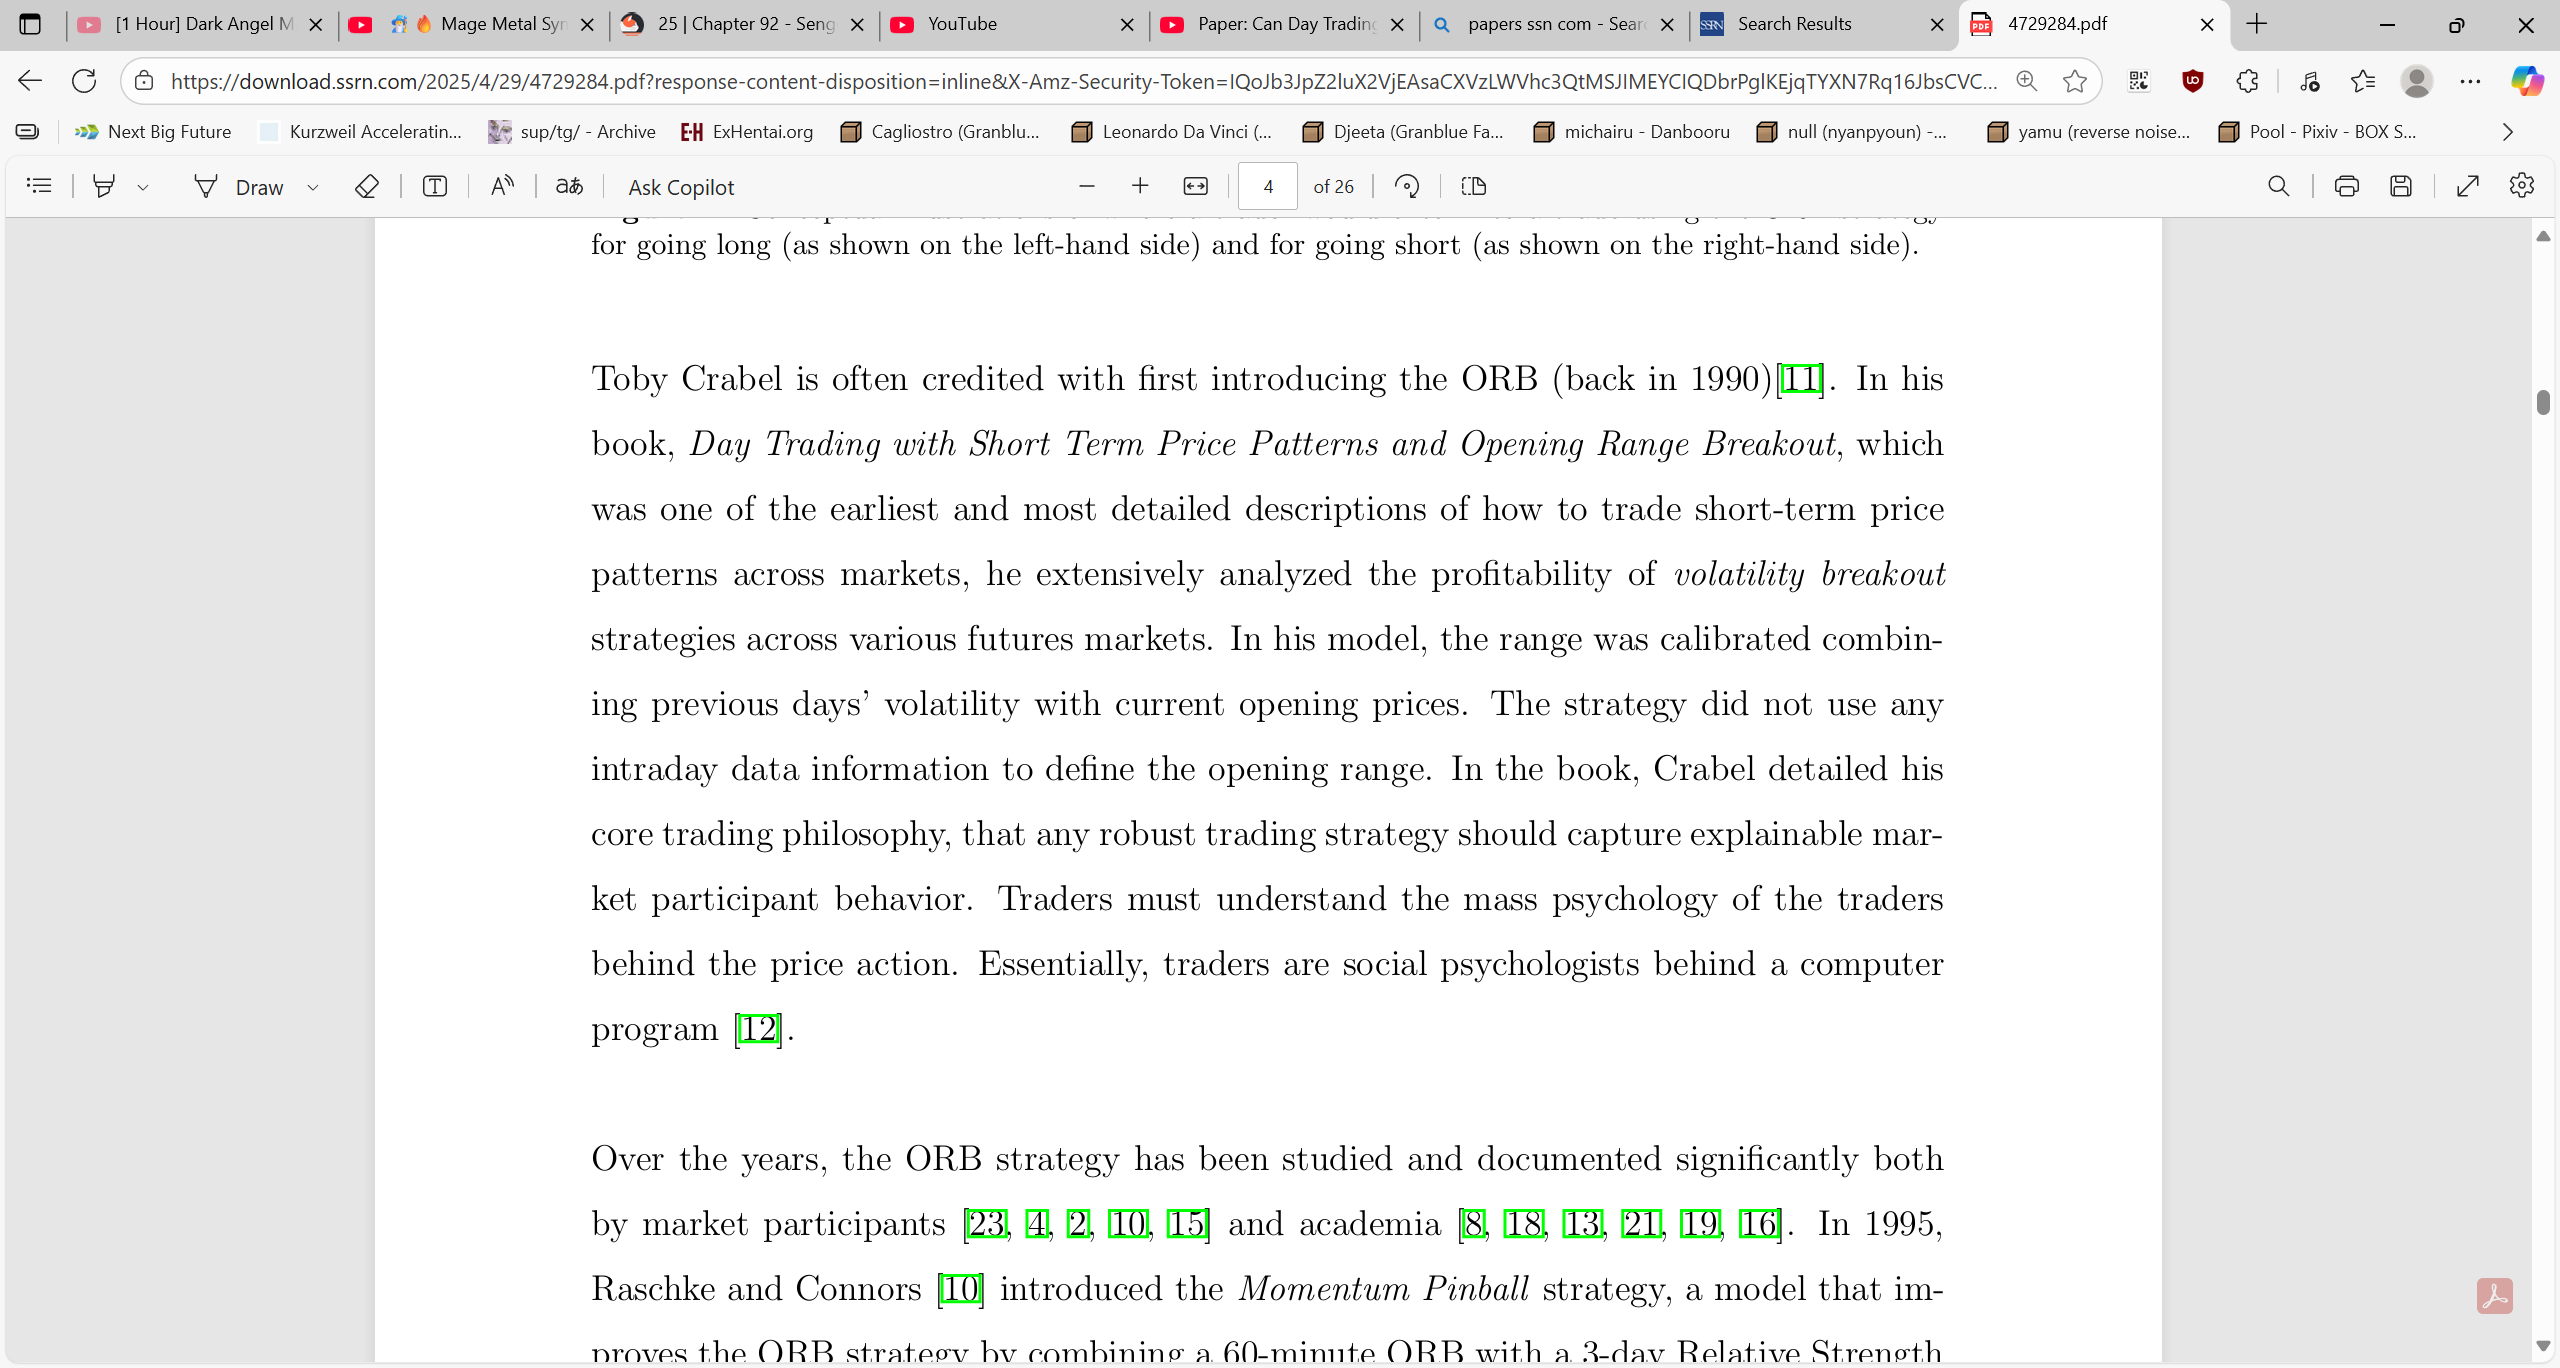 [1 Hour] Dark Angel M
Mage Metal Syn
25 | Chapter 92 - Seng
YouTube
Paper: Can Day Trading
papers ssn com - Sear
SSRN Search Results
PDF 4729284.pdf
https://download.ssrn.com/2025/4/29/4729284.pdf?response-content-disposition=inline&X-Amz-Security-Token=IQoJb3JpZ2luX2VjEAsaCXVzLWVhc3QtMSJIMEYCIQDbrPglKEjqTYXN7Rq16JbsCVC...
Next Big Future
Kurzweil Acceleratin...
sup/tg/ - Archive
E-H ExHentai.org
Cagliostro (Granblu...
Leonardo Da Vinci (...
Djeeta (Granblue Fa...
michairu - Danbooru
null (nyanpyoun) -...
yamu (reverse noise...
Pool - Pixiv - BOX S...
Draw
Ask Copilot
4 of 26
for going long (as shown on the left-hand side) and for going short (as shown on the right-hand side).
Toby Crabel is often credited with first introducing the ORB (back in 1990)[11]. In his
book, Day Trading with Short Term Price Patterns and Opening Range Breakout, which
was one of the earliest and most detailed descriptions of how to trade short-term price
patterns across markets, he extensively analyzed the profitability of volatility breakout
strategies across various futures markets. In his model, the range was calibrated combin-
ing previous days' volatility with current opening prices. The strategy did not use any
intraday data information to define the opening range. In the book, Crabel detailed his
core trading philosophy, that any robust trading strategy should capture explainable mar-
ket participant behavior. Traders must understand the mass psychology of the traders
behind the price action. Essentially, traders are social psychologists behind a computer
program [12].
Over the years, the ORB strategy has been studied and documented significantly both
by market participants [23, 4, 2, 10, 15] and academia [8, 18, 13, 21, 19, 16]. In 1995,
Raschke and Connors [10] introduced the Momentum Pinball strategy, a model that im-
proves the ORB strategy by combining a 60-minute ORB with a 3-day Relative Strength